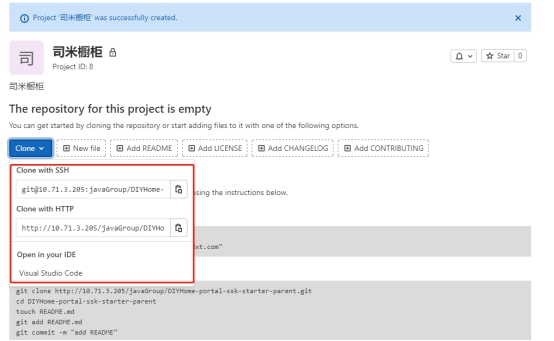 Project '司米橱柜' was successfully created.
司
司米橱柜
Project ID: 8
Star 0
司米橱柜
The repository for this project is empty
You can get started by cloning the repository or start adding files to it with one of the following options.
Clone New file Add README Add LICENSE Add CHANGELOG Add CONTRIBUTING
Clone with SSH
git@10.71.3.205:javaGroup/DIYHome-
using the instructions below.
Clone with HTTP
http://10.71.3.205/javaGroup/DIYHo
xt.com"
Open in your IDE
Visual Studio Code
git clone http://10.71.3.205/javaGroup/DIYHome-portal-ssk-starter-parent.git
cd DIYHome-portal-ssk-starter-parent
touch README.md
git add README.md
git commit -m "add README"